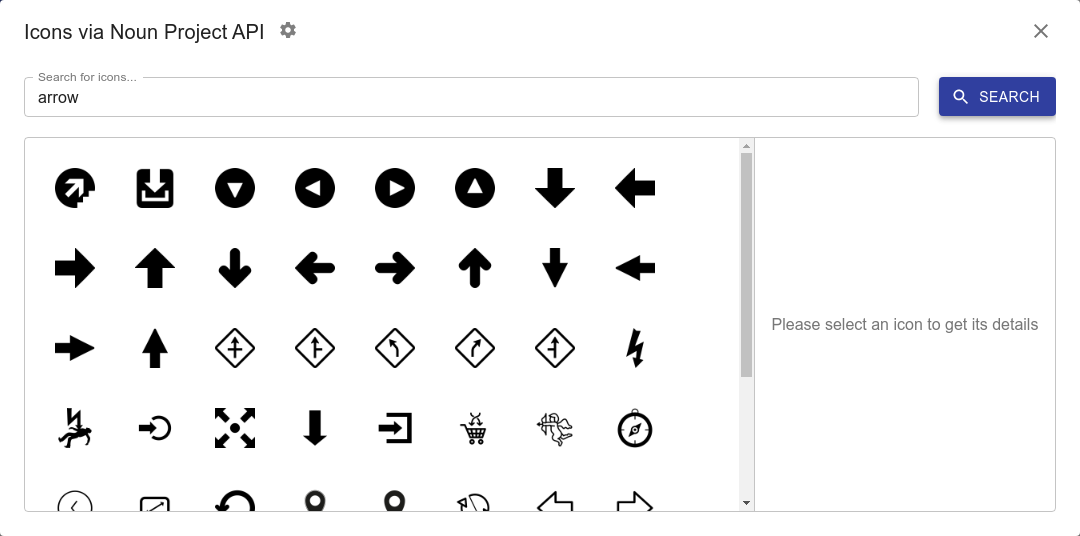 Icons via Noun Project API
Search for icons...
arrow
SEARCH
Please select an icon to get its details